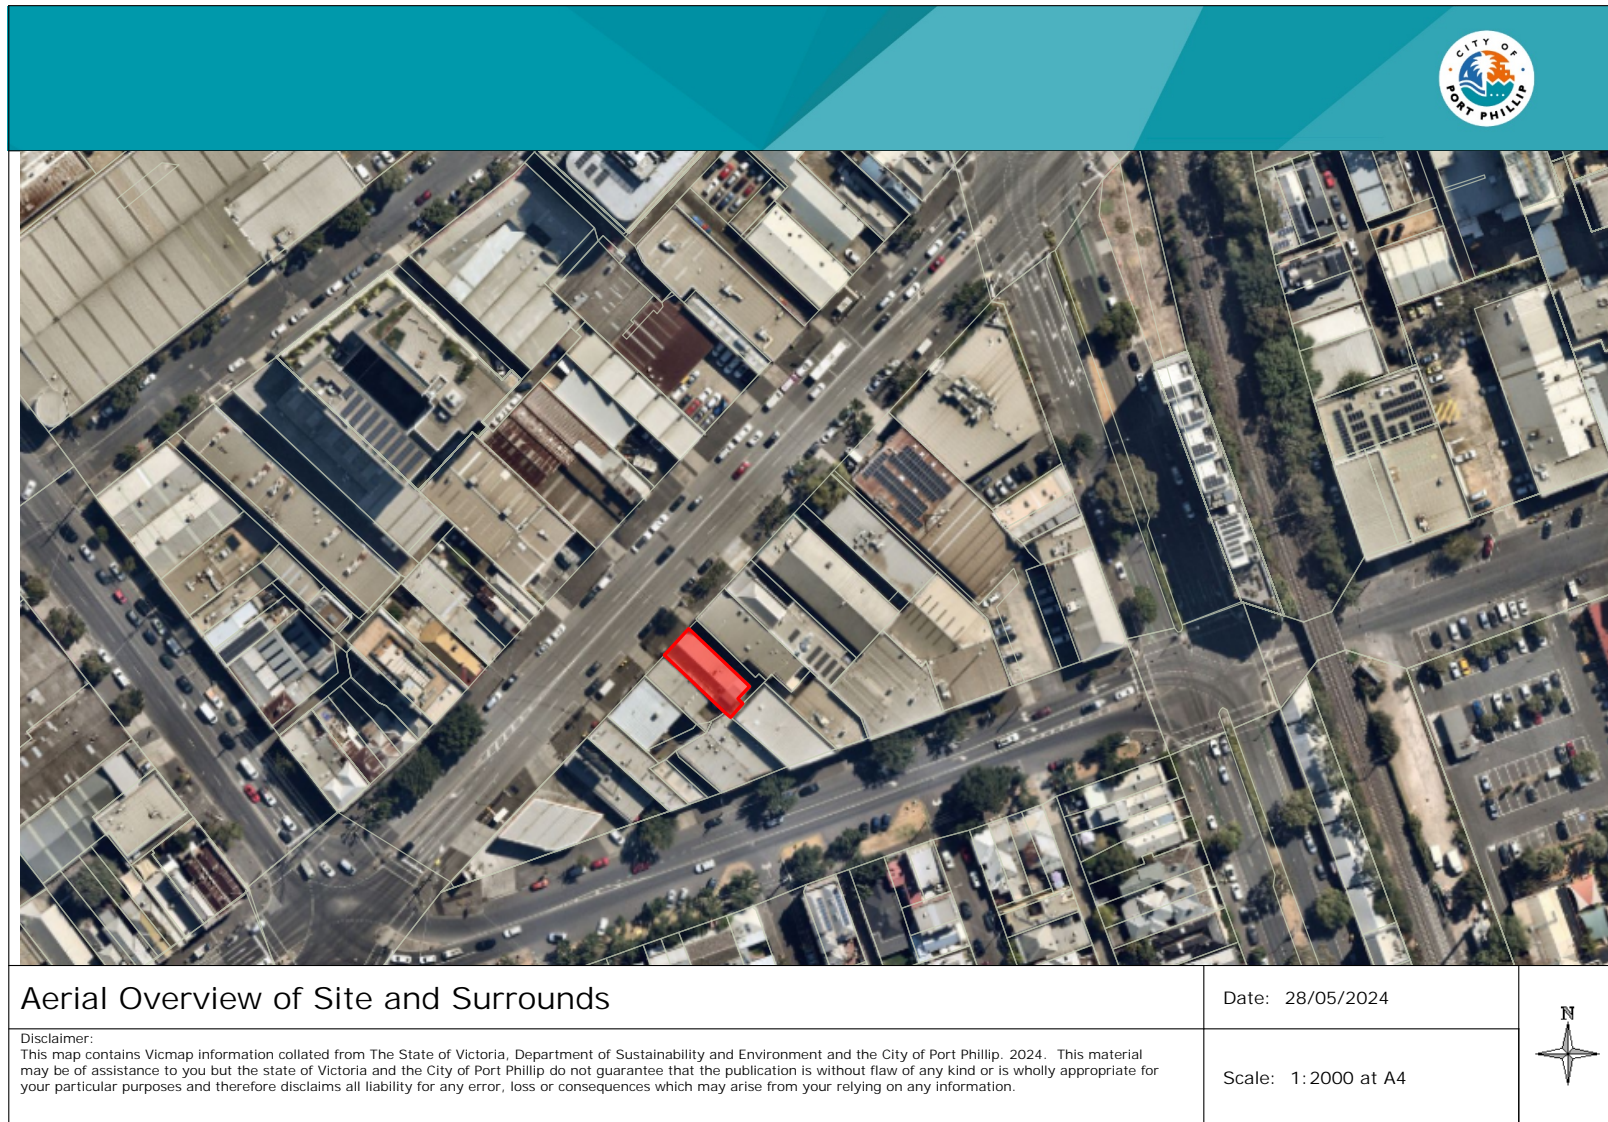 CITY OF
PORT PHILLIP
Aerial Overview of Site and Surrounds
Date: 28/05/2024
Disclaimer:
This map contains Vicmap information collated from The State of Victoria, Department of Sustainability and Environment and the City of Port Phillip. 2024. This material
may be of assistance to you but the state of Victoria and the City of Port Phillip do not guarantee that the publication is without flaw of any kind or is wholly appropriate for
your particular purposes and therefore disclaims all liability for any error, loss or consequences which may arise from your relying on any information.
Scale: 1:2000 at A4
N